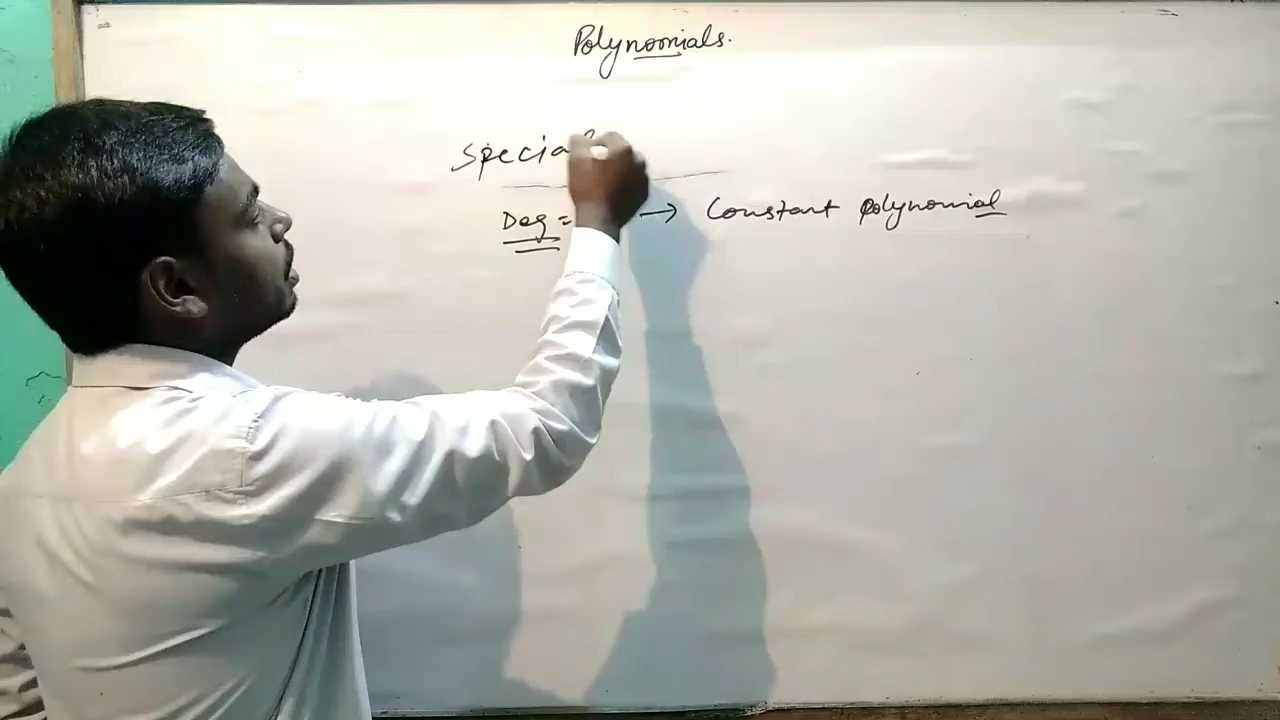 Polynomials.
Special
Deg = → Constant polynomial